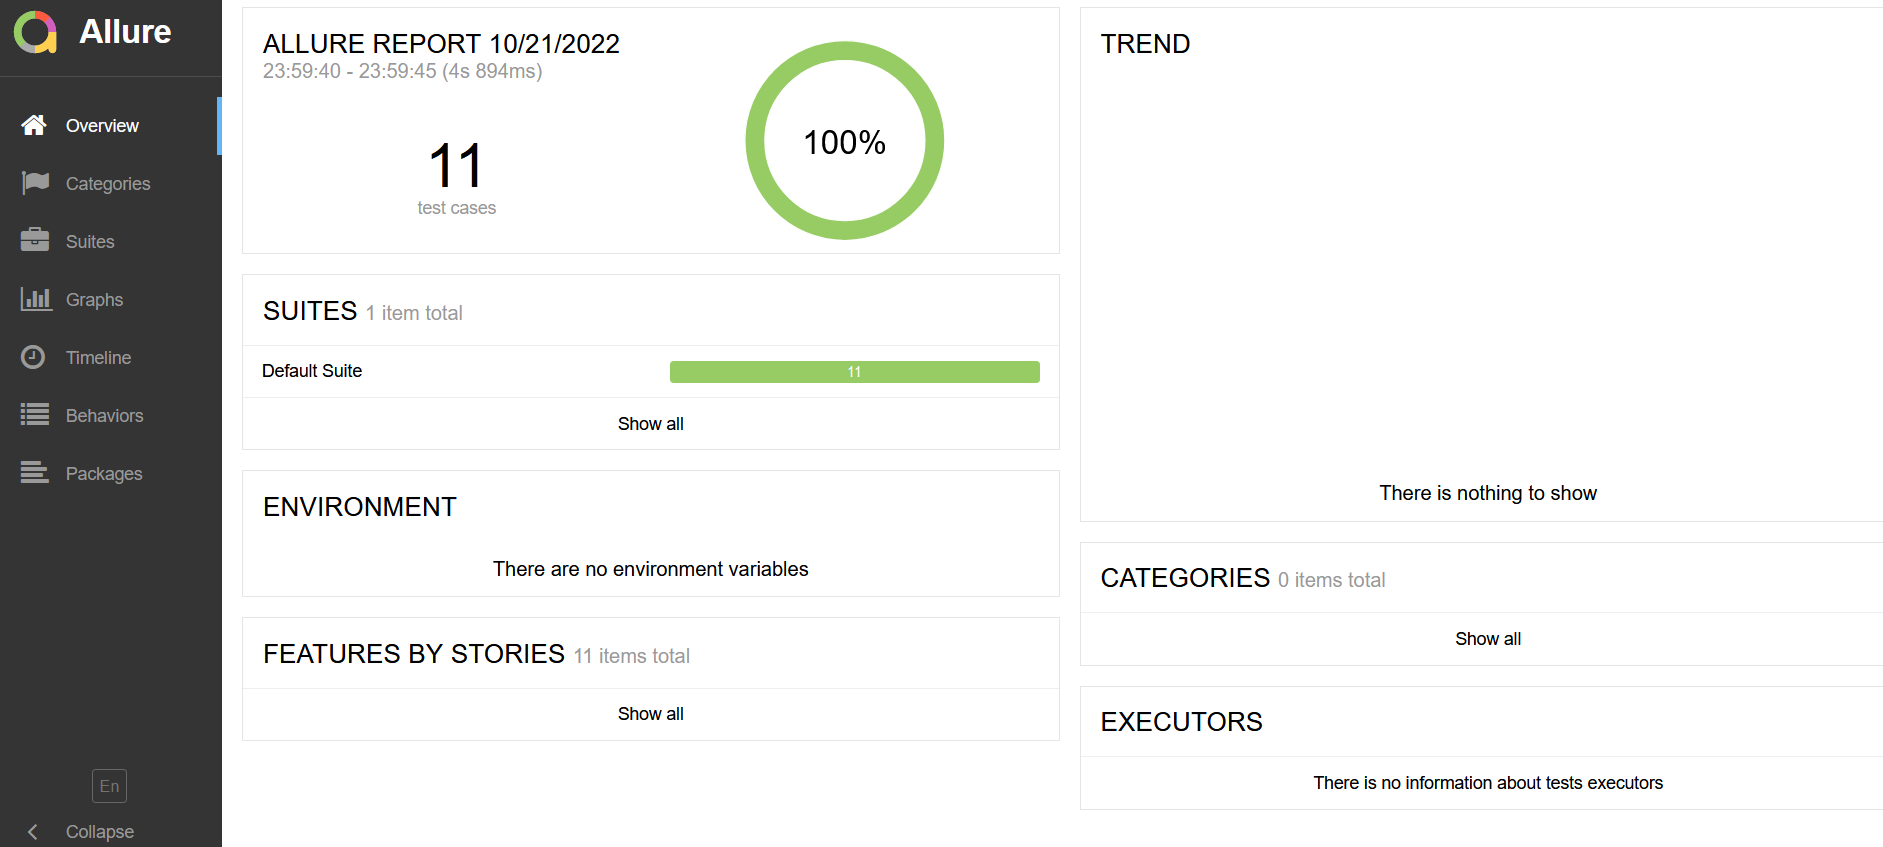 Allure
Overview
Categories
Suites
Graphs
Timeline
Behaviors
Packages
En
Collapse
ALLURE REPORT 10/21/2022
23:59:40 - 23:59:45 (4s 894ms)
11
test cases
100%
SUITES 1 item total
Default Suite 11
Show all
ENVIRONMENT
There are no environment variables
FEATURES BY STORIES 11 items total
Show all
TREND
There is nothing to show
CATEGORIES 0 items total
Show all
EXECUTORS
There is no information about tests executors